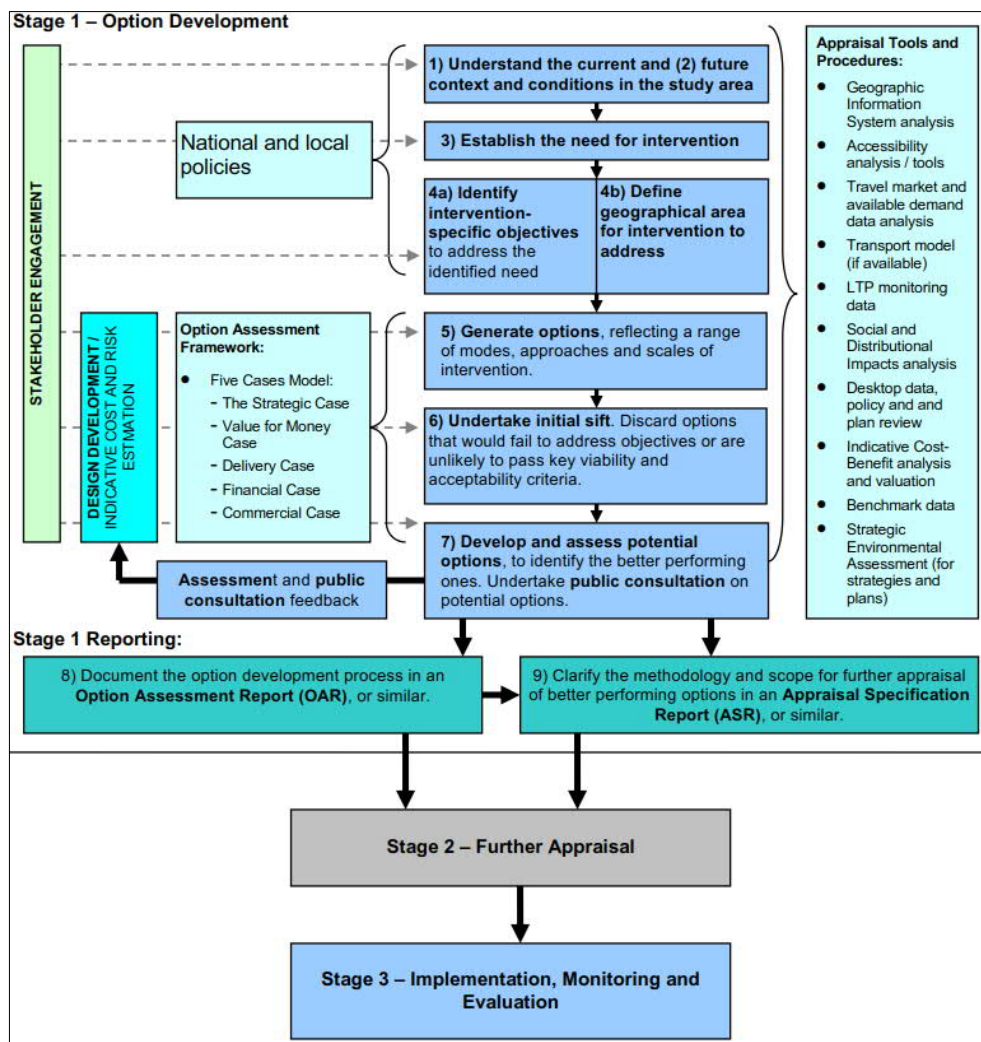 Stage 1 – Option Development
STAKEHOLDER ENGAGEMENT
National and local
policies
1) Understand the current and (2) future
context and conditions in the study area
3) Establish the need for intervention
4a) Identify
intervention-
specific objectives
to address the
identified need
4b) Define
geographical area
for intervention to
address
DESIGN DEVELOPMENT /
INDICATIVE COST AND RISK
ESTMATION
Option Assessment
Framework:
● Five Cases Model:
- The Strategic Case
- Value for Money
Case
- Delivery Case
- Financial Case
- Commercial Case
5) Generate options, reflecting a range
of modes, approaches and scales of
intervention.
6) Undertake initial sift. Discard options
that would fail to address objectives or are
unlikely to pass key viability and
acceptability criteria.
7) Develop and assess potential
options, to identify the better performing
ones. Undertake public consultation on
potential options.
Assessment and public
consultation feedback
Appraisal Tools and
Procedures:
● Geographic
Information
System analysis
● Accessibility
analysis / tools
● Travel market and
available demand
data analysis
● Transport model
(if available)
● LTP monitoring
data
● Social and
Distributional
Impacts analysis
● Desktop data,
policy and and
plan review
● Indicative Cost-
Benefit analysis
and valuation
● Benchmark data
● Strategic
Environmental
Assessment (for
strategies and
plans)
Stage 1 Reporting:
8) Document the option development process in an
Option Assessment Report (OAR), or similar.
9) Clarify the methodology and scope for further appraisal
of better performing options in an Appraisal Specification
Report (ASR), or similar.
Stage 2 – Further Appraisal
Stage 3 – Implementation, Monitoring and
Evaluation